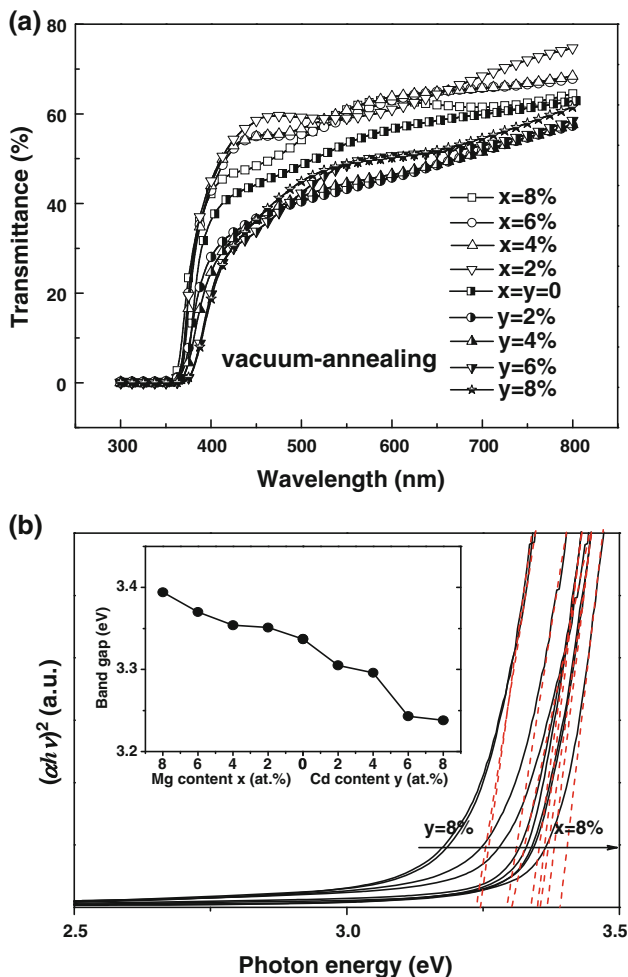 (a)
80
60
40
20
0
Transmittance (%)
x=8%
x=6%
x=4%
x=2%
x=y=0
y=2%
y=4%
y=6%
y=8%
vacuum-annealing
300 400 500 600 700 800
Wavelength (nm)
(b)
3.4
3.3
3.2
Band gap (eV)
8 6 4 2 0 2 4 6 8
Mg content x (at.%) Cd content y (at.%)
(αhν)2 (a.u.)
y=8% x=8%
2.5 3.0 3.5
Photon energy (eV)